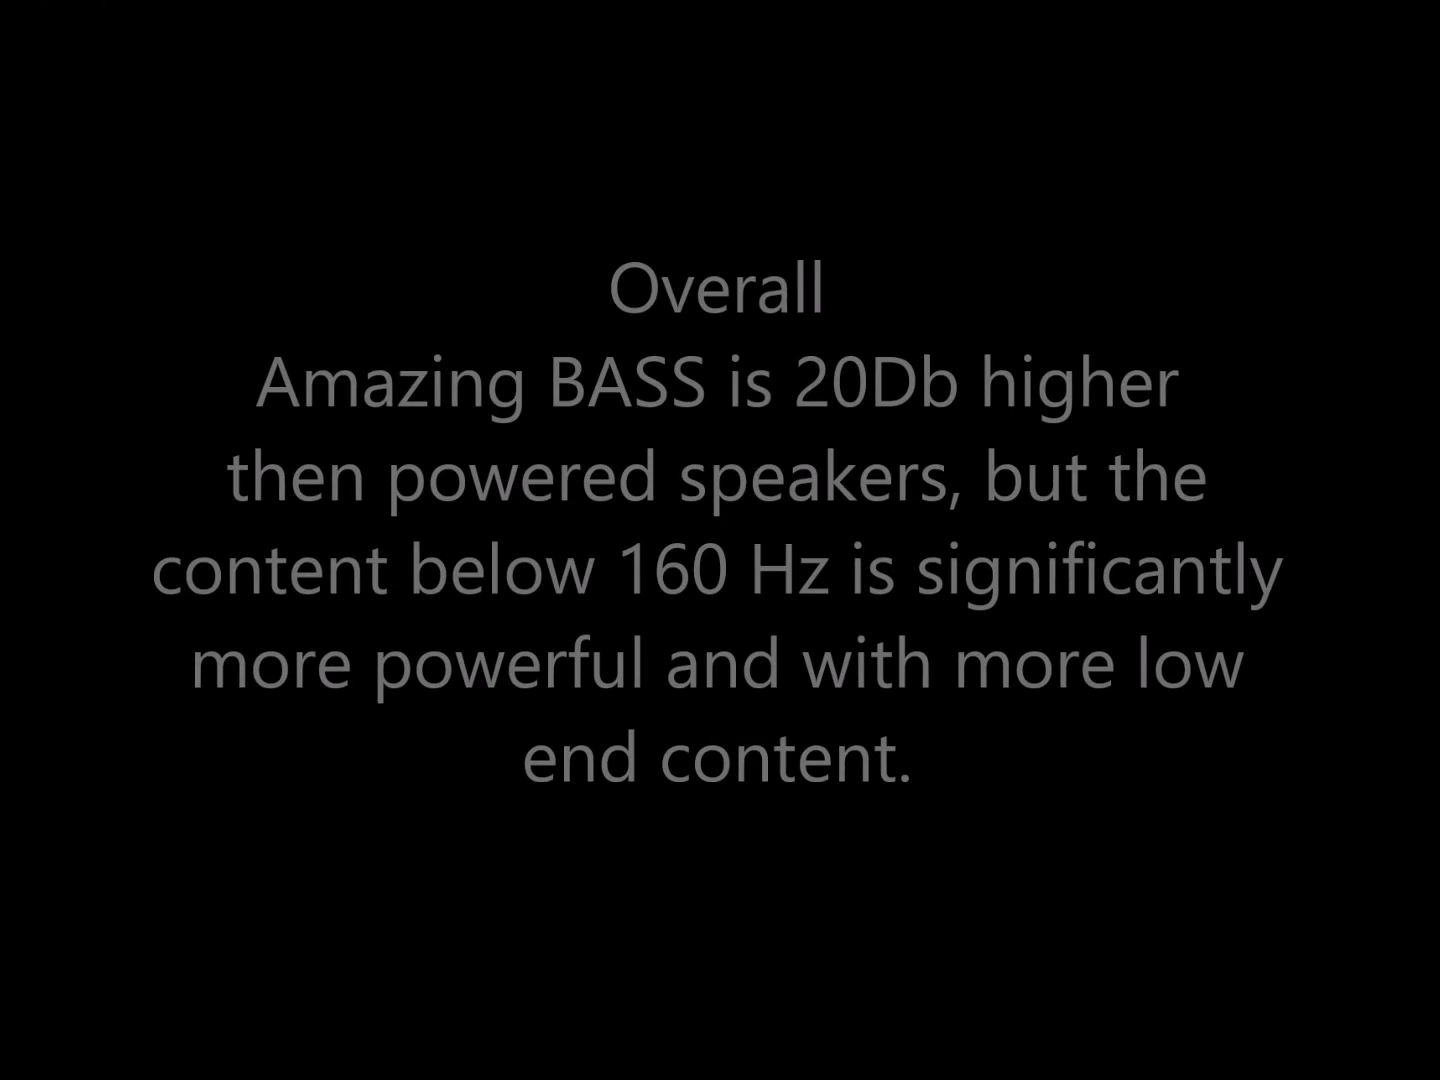 Overall
Amazing BASS is 20Db higher
then powered speakers, but the
content below 160 Hz is significantly
more powerful and with more low
end content.